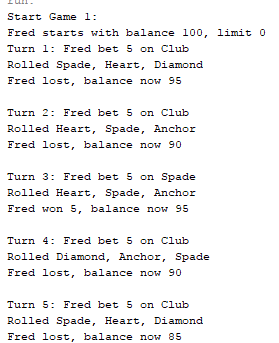 run:
Start Game 1:
Fred starts with balance 100, limit 0
Turn 1: Fred bet 5 on Club
Rolled Spade, Heart, Diamond
Fred lost, balance now 95
Turn 2: Fred bet 5 on Club
Rolled Heart, Spade, Anchor
Fred lost, balance now 90
Turn 3: Fred bet 5 on Spade
Rolled Heart, Spade, Anchor
Fred won 5, balance now 95
Turn 4: Fred bet 5 on Club
Rolled Diamond, Anchor, Spade
Fred lost, balance now 90
Turn 5: Fred bet 5 on Club
Rolled Spade, Heart, Diamond
Fred lost, balance now 85